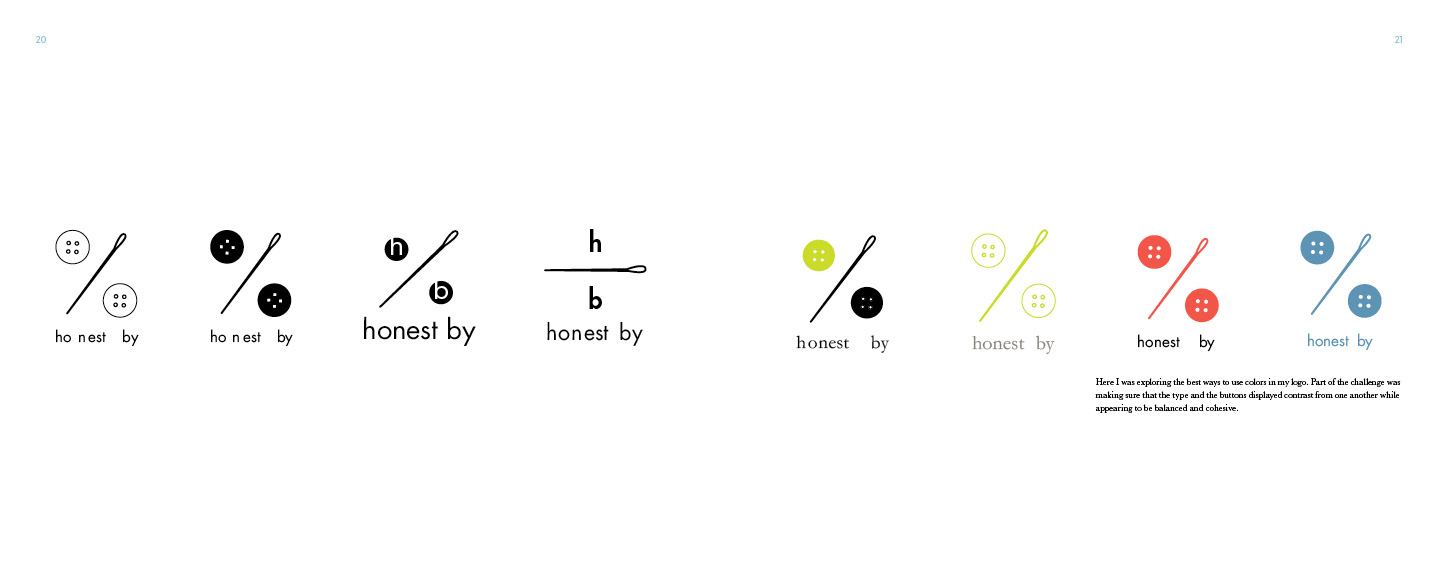 20
21
ho nest by
ho n est by
h
b
honest by
h
b
honest by
honest by
honest by
honest by
honest by
Here I was exploring the best ways to use colors in my logo. Part of the challenge was
making sure that the type and the buttons displayed contrast from one another while
appearing to be balanced and cohesive.